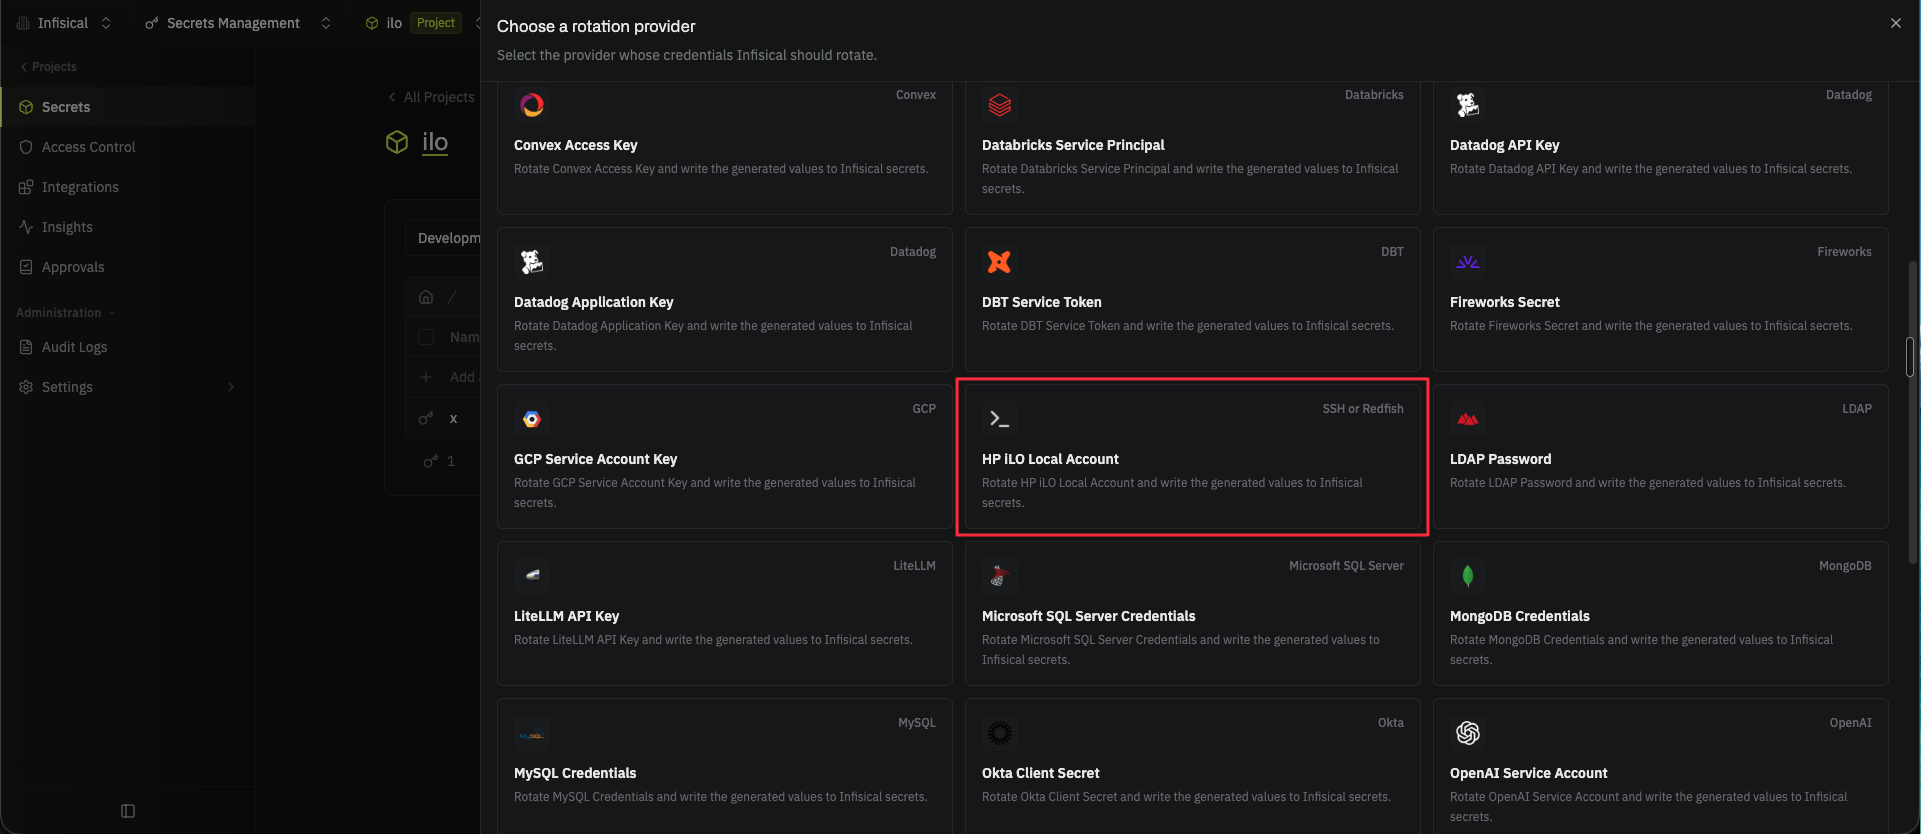 Infisical
Secrets Management
ilo
Project
Choose a rotation provider
Select the provider whose credentials Infisical should rotate.
Projects
Secrets
Access Control
Integrations
Insights
Approvals
Administration
Audit Logs
Settings
All Projects
ilo
Developm
/
Nam
Add
x
1
Convex
Convex Access Key
Rotate Convex Access Key and write the generated values to Infisical secrets.
Databricks
Databricks Service Principal
Rotate Databricks Service Principal and write the generated values to Infisical
secrets.
Datadog
Datadog API Key
Rotate Datadog API Key and write the generated values to Infisical secrets.
Datadog
Datadog Application Key
Rotate Datadog Application Key and write the generated values to Infisical
secrets.
DBT
DBT Service Token
Rotate DBT Service Token and write the generated values to Infisical secrets.
Fireworks
Fireworks Secret
Rotate Fireworks Secret and write the generated values to Infisical secrets.
GCP
GCP Service Account Key
Rotate GCP Service Account Key and write the generated values to Infisical
secrets.
SSH or Redfish
HP iLO Local Account
Rotate HP iLO Local Account and write the generated values to Infisical
secrets.
LDAP
LDAP Password
Rotate LDAP Password and write the generated values to Infisical secrets.
LiteLLM
LiteLLM API Key
Rotate LiteLLM API Key and write the generated values to Infisical secrets.
Microsoft SQL Server
Microsoft SQL Server Credentials
Rotate Microsoft SQL Server Credentials and write the generated values to
Infisical secrets.
MongoDB
MongoDB Credentials
Rotate MongoDB Credentials and write the generated values to Infisical
secrets.
MySQL
MySQL
MySQL Credentials
Rotate MySQL Credentials and write the generated values to Infisical secrets.
Okta
Okta Client Secret
Rotate Okta Client Secret and write the generated values to Infisical secrets.
OpenAI
OpenAI Service Account
Rotate OpenAI Service Account and write the generated values to Infisical
secrets.